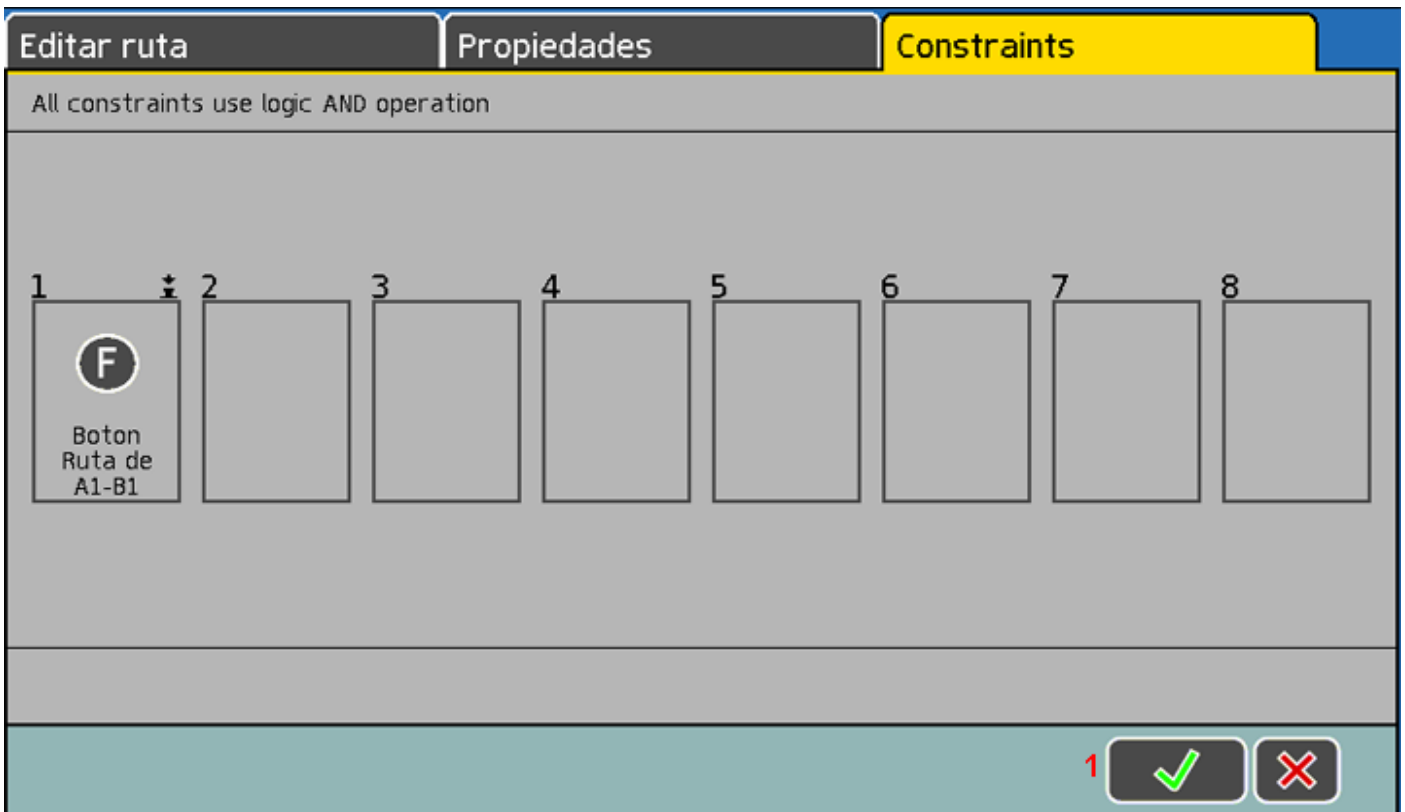 Editar ruta
Propiedades
Constraints
All constraints use logic AND operation
1 2 3 4 5 6 7 8
F
Boton
Ruta de
A1-B1
1